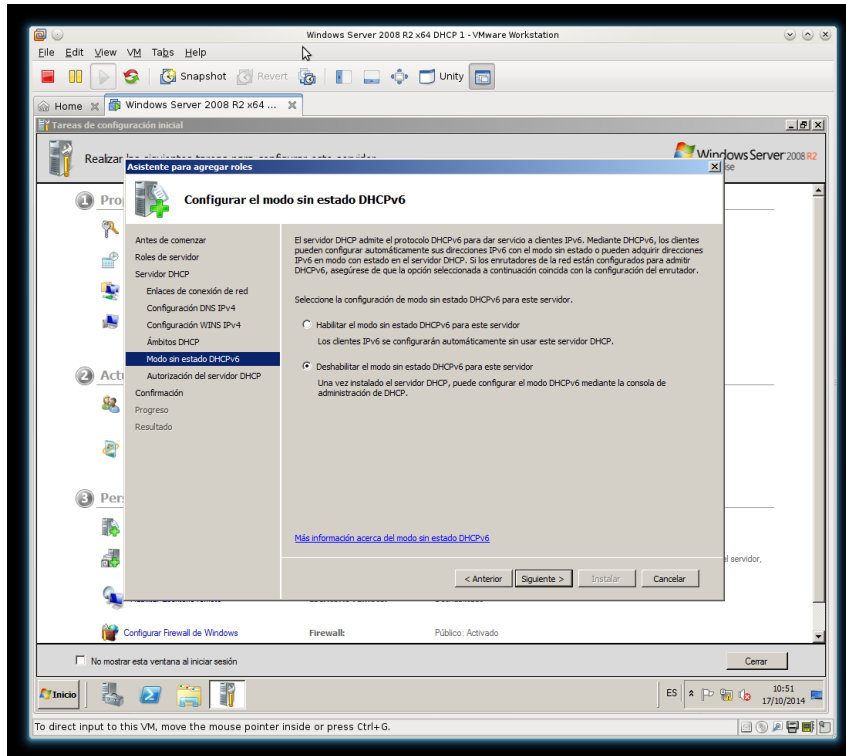 Windows Server 2008 R2 x64 DHCP 1 - VMware Workstation
File Edit View VM Tabs Help
Snapshot Revert Unity
Home Windows Server 2008 R2 x64 ...
Tareas de configuración inicial
Realizar las siguientes tareas para configurar este servidor
Windows Server 2008 R2
Asistente para agregar roles
Configurar el modo sin estado DHCPv6
1
Antes de comenzar
Roles de servidor
Servidor DHCP
Enlaces de conexión de red
Configuración DNS IPv4
Configuración WINS IPv4
Ámbitos DHCP
Modo sin estado DHCPv6
Autorización del servidor DHCP
Confirmación
Progreso
Resultado
El servidor DHCP admite el protocolo DHCPv6 para dar servicio a clientes IPv6. Mediante DHCPv6, los clientes
pueden configurar automáticamente sus direcciones IPv6 con el modo sin estado o pueden adquirir direcciones
IPv6 en modo con estado en el servidor DHCP. Si los enrutadores de la red están configurados para admitir
DHCPv6, asegúrese de que la opción seleccionada a continuación coincida con la configuración del enrutador.
Seleccione la configuración de modo sin estado DHCPv6 para este servidor.
Habilitar el modo sin estado DHCPv6 para este servidor
Los clientes IPv6 se configurarán automáticamente sin usar este servidor DHCP.
Deshabilitar el modo sin estado DHCPv6 para este servidor
Una vez instalado el servidor DHCP, puede configurar el modo DHCPv6 mediante la consola de
administración de DHCP.
2
3
Más información acerca del modo sin estado DHCPv6
el servidor,
< Anterior Siguiente > Instalar Cancelar
Configurar Firewall de Windows Firewall: Público: Activado
No mostrar esta ventana al iniciar sesión Cerrar
Inicio ES 10:51
17/10/2014
To direct input to this VM, move the mouse pointer inside or press Ctrl+G.